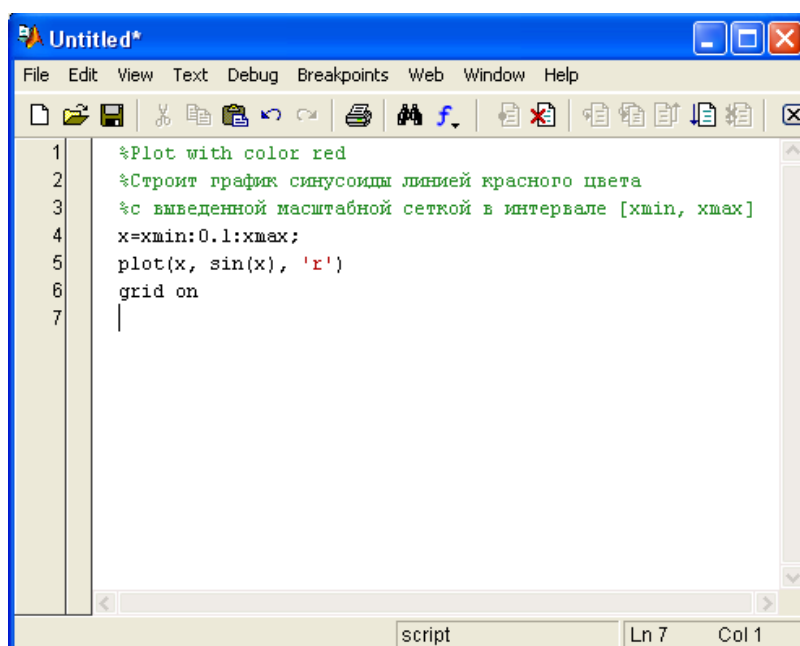 Untitled*
File Edit View Text Debug Breakpoints Web Window Help
1 %Plot with color red
2 %Строит график синусоиды линией красного цвета
3 %с выведенной масштабной сеткой в интервале [xmin, xmax]
4 x=xmin:0.1:xmax;
5 plot(x, sin(x), 'r')
6 grid on
7
script Ln 7 Col 1